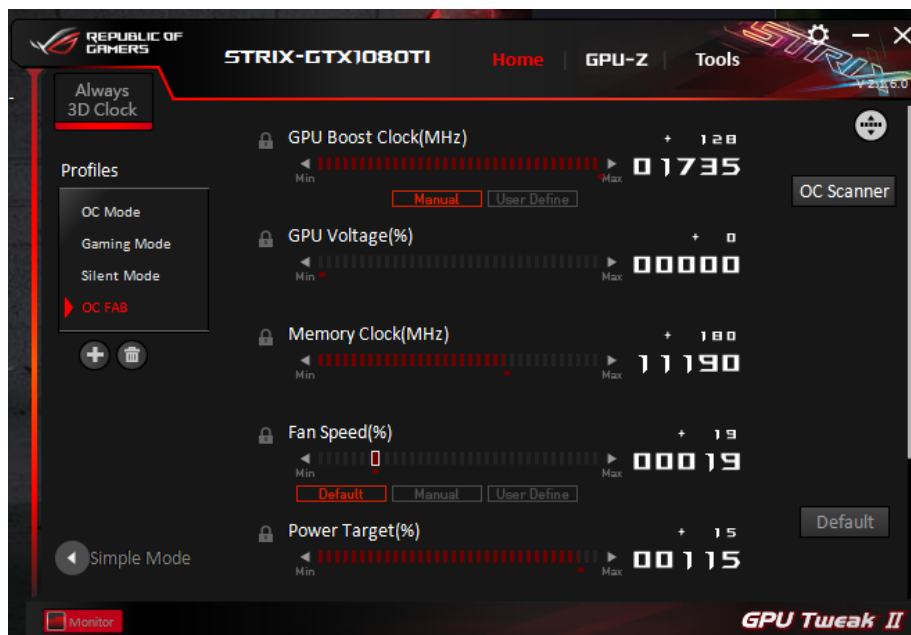 REPUBLIC OF
GAMERS
STRIX-GTX1080TI
Home
GPU-Z
Tools
STRIX
V 2.1.6.0
Always
3D Clock
Profiles
OC Mode
Gaming Mode
Silent Mode
OC FAB
Simple Mode
GPU Boost Clock(MHz)
+ 128
Min
Max
01735
Manual
User Define
OC Scanner
GPU Voltage(%)
+ 0
Min
Max
00000
Memory Clock(MHz)
+ 180
Min
Max
11190
Fan Speed(%)
+ 19
Min
Max
00019
Default
Manual
User Define
Power Target(%)
+ 15
Min
Max
00115
Default
Monitor
GPU Tweak II